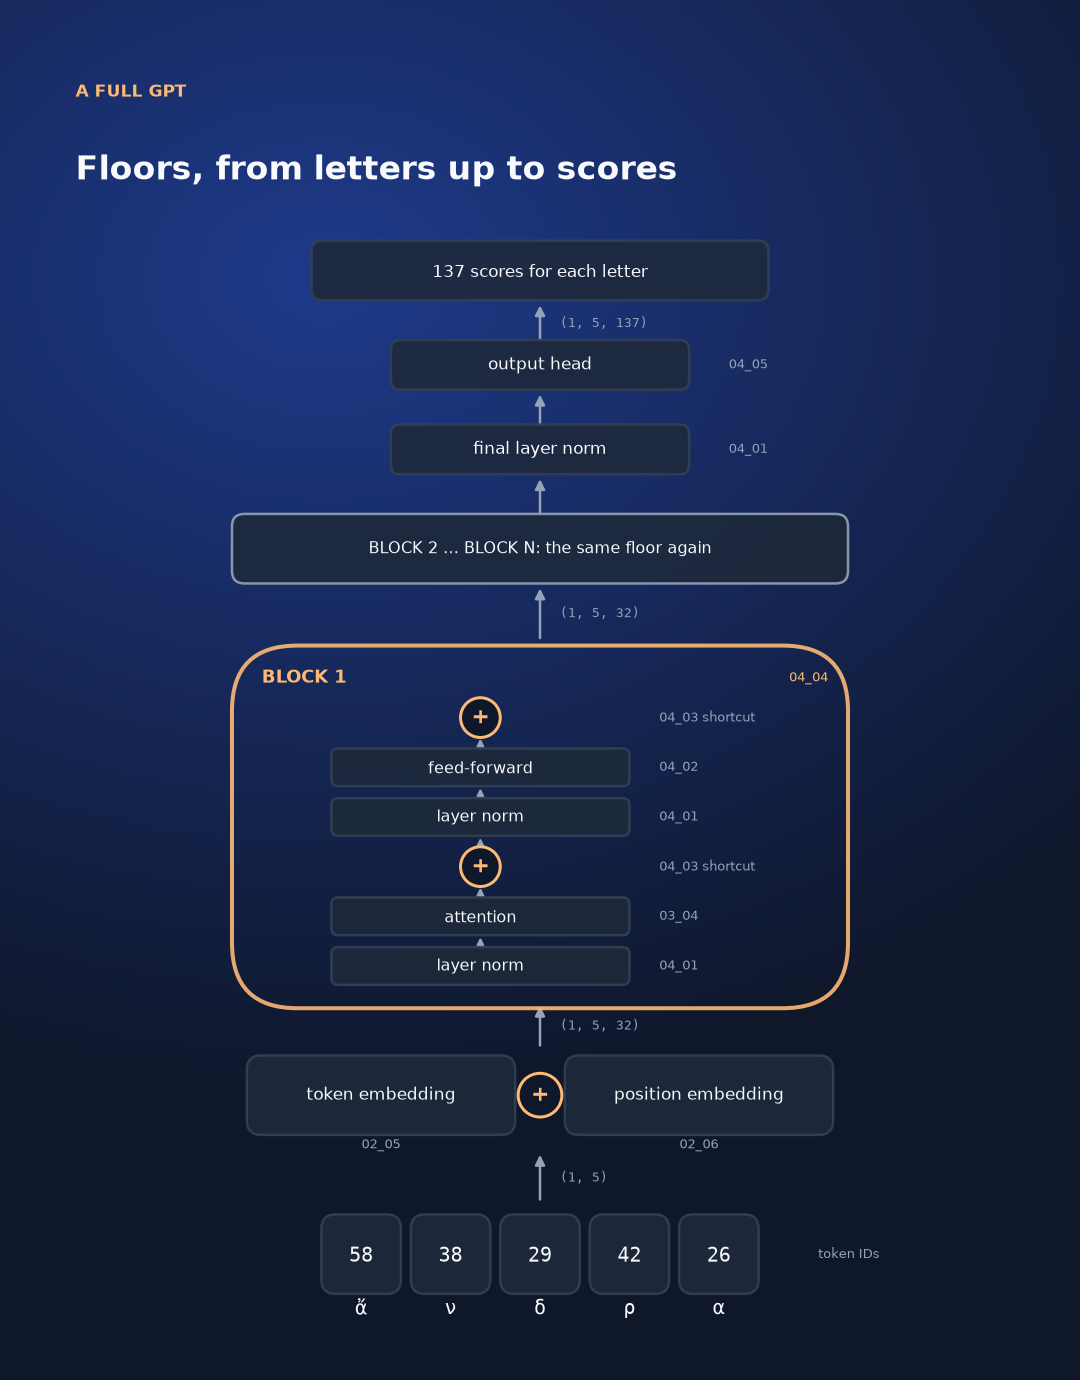 A FULL GPT
Floors, from letters up to scores
137 scores for each letter
(1, 5, 137)
output head
04_05
final layer norm
04_01
BLOCK 2 … BLOCK N: the same floor again
(1, 5, 32)
BLOCK 1
04_04
+
04_03 shortcut
feed-forward
04_02
layer norm
04_01
+
04_03 shortcut
attention
03_04
layer norm
04_01
(1, 5, 32)
token embedding
+
position embedding
02_05
02_06
(1, 5)
58 38 29 42 26
token IDs
ἄ ν δ ρ α